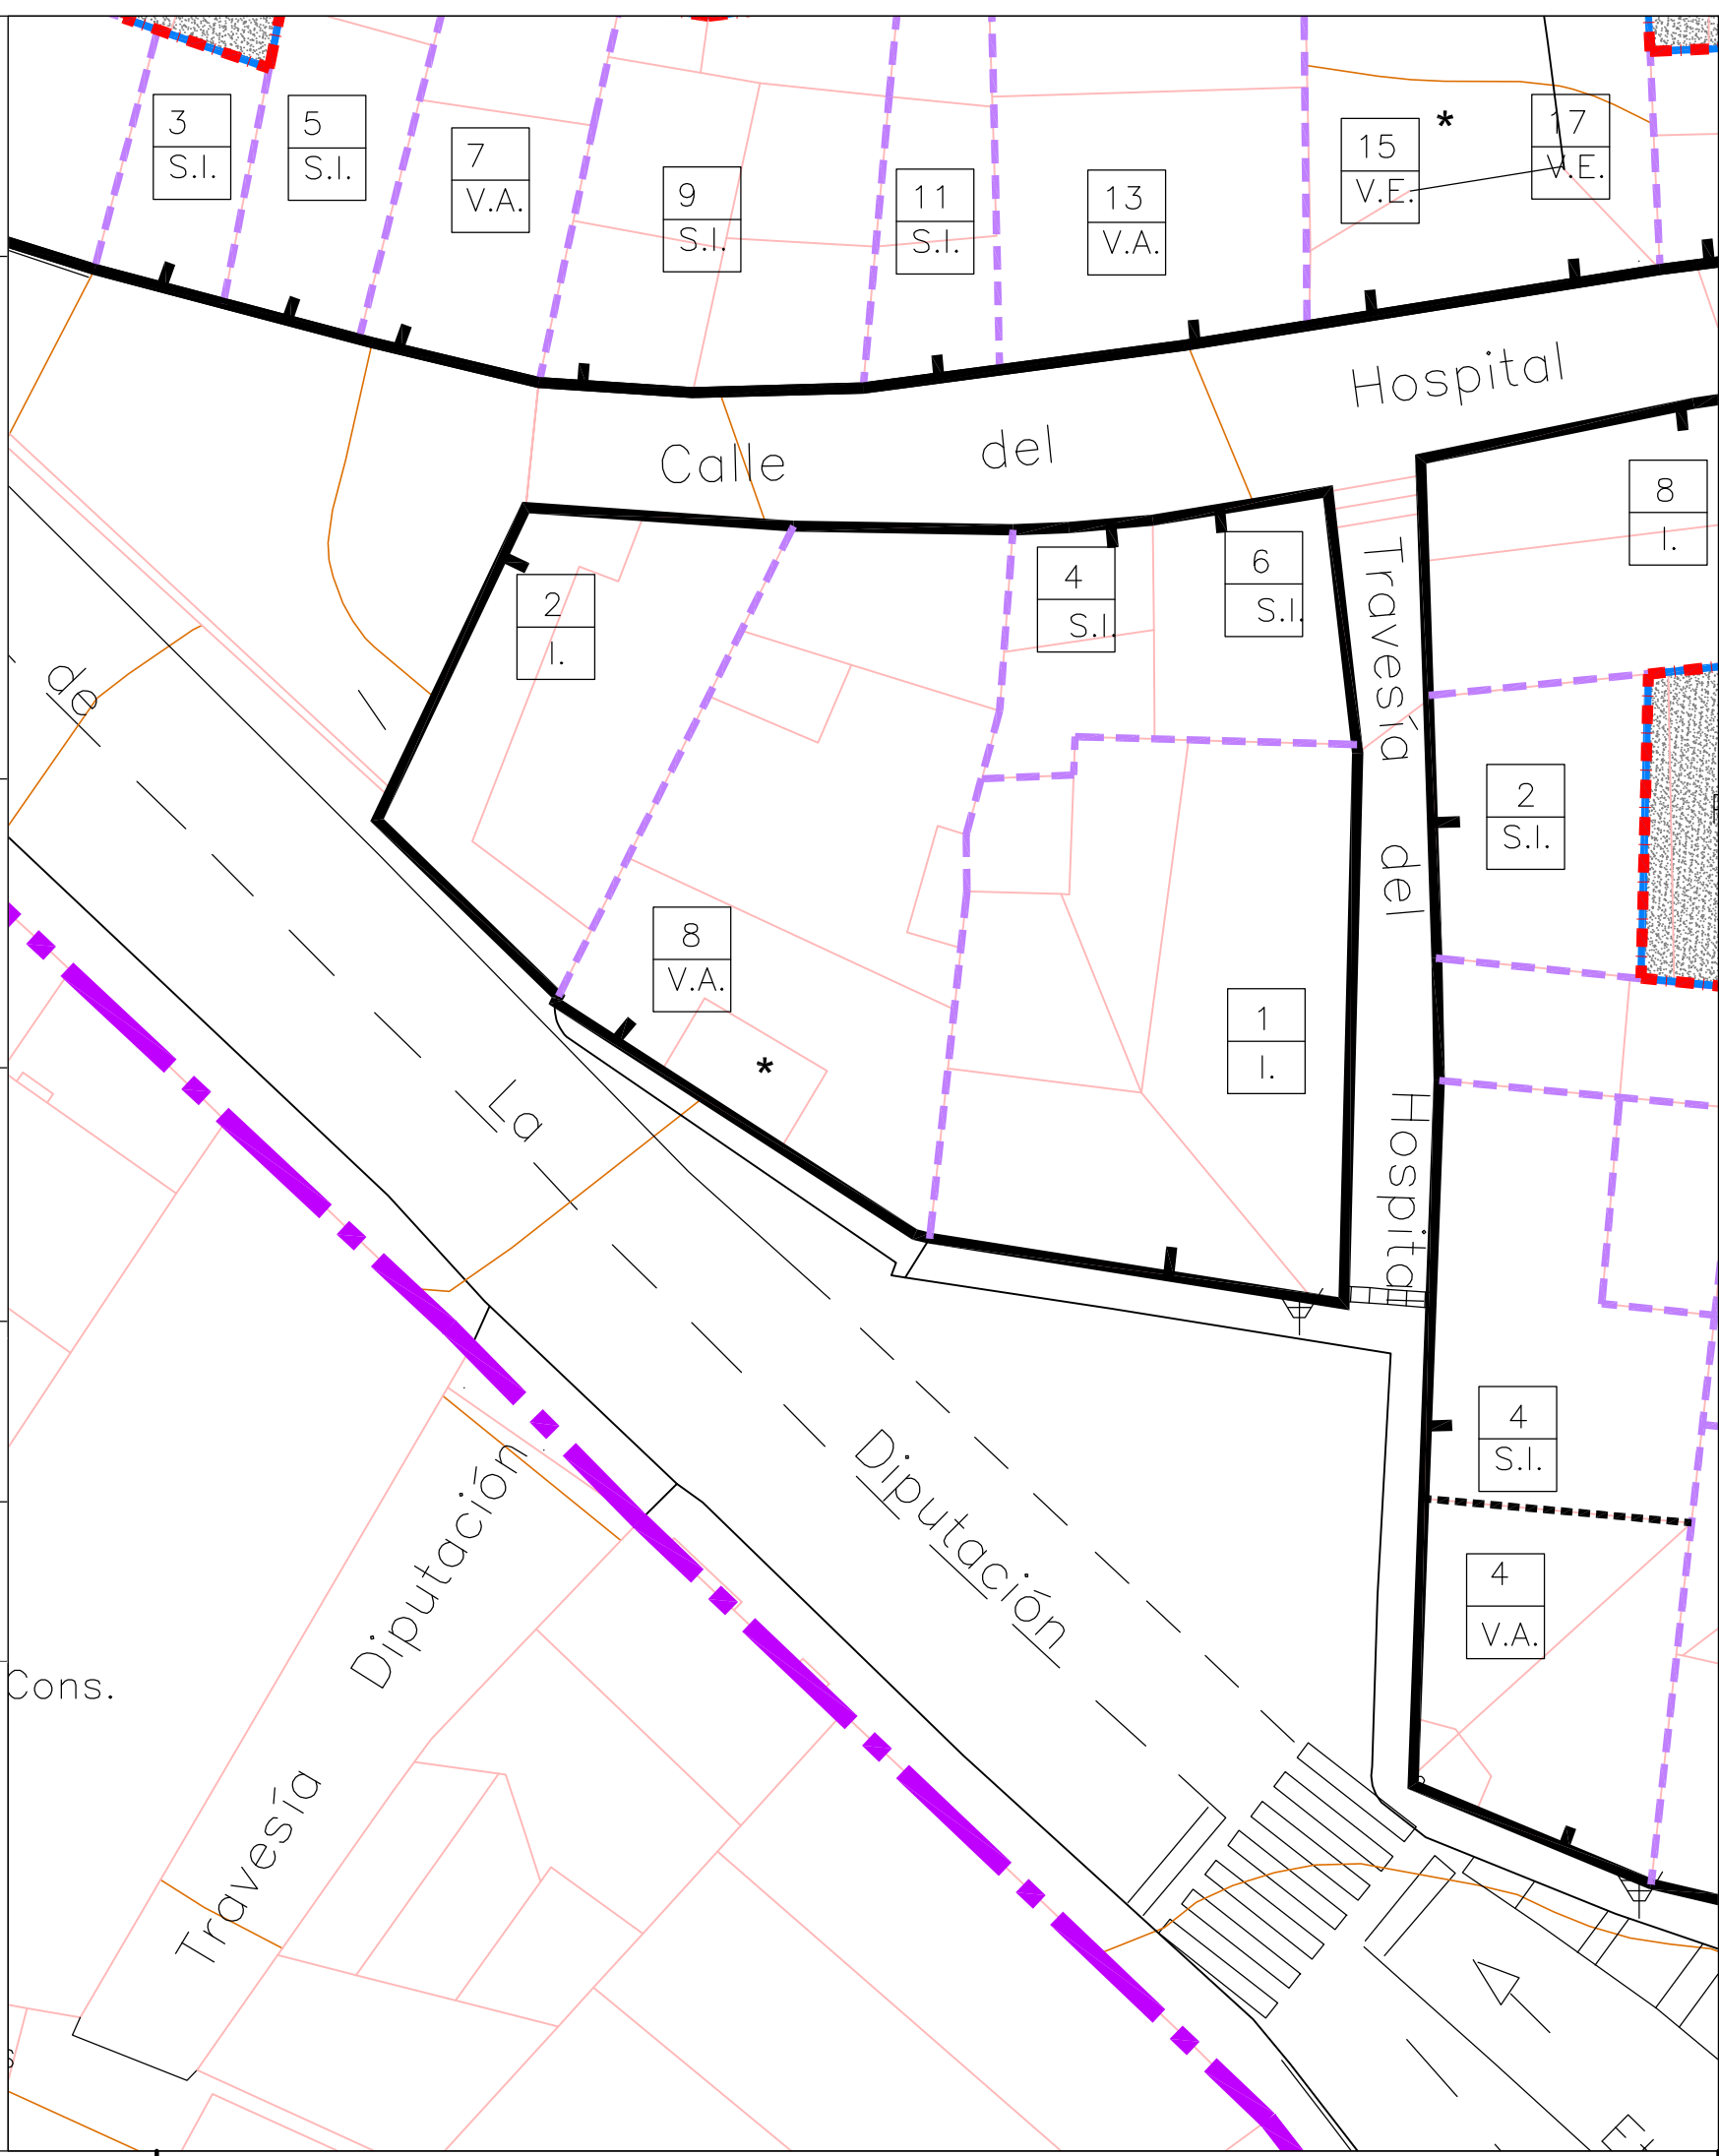 3
S.I.
5
S.I.
7
V.A.
9
S.I.
11
S.I.
13
V.A.
15
V.E.
*
17
V.E.
Calle del Hospital
2
I.
4
S.I.
6
S.I.
8
I.
Travesía del Hospital
2
S.I.
8
V.A.
*
1
I.
de La Diputación
4
S.I.
4
V.A.
Travesía Diputación
Cons.